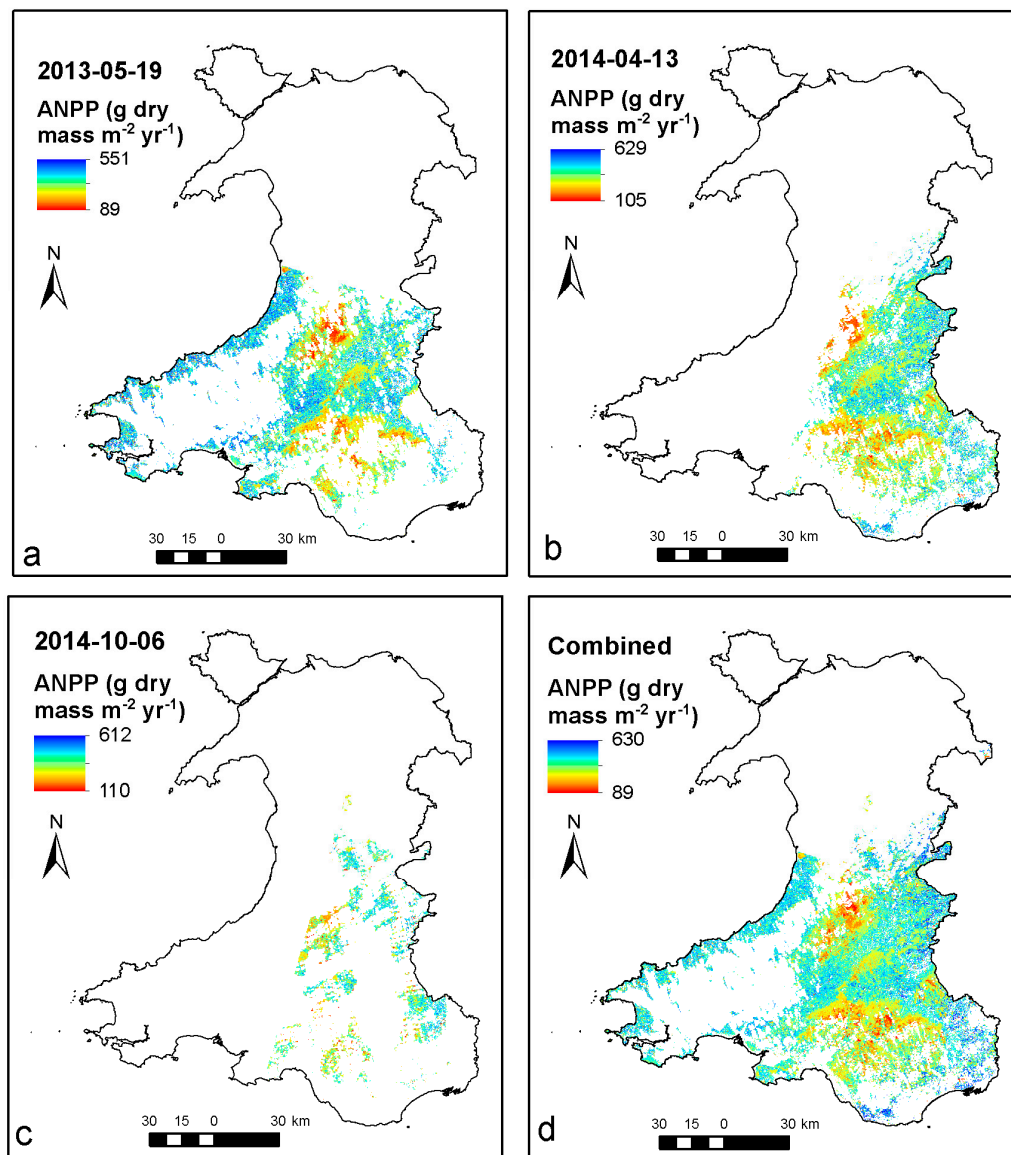 2013-05-19
ANPP (g dry
mass m⁻² yr⁻¹)
551
89
N
30 15 0 30 km
a
2014-04-13
ANPP (g dry
mass m⁻² yr⁻¹)
629
105
N
30 15 0 30 km
b
2014-10-06
ANPP (g dry
mass m⁻² yr⁻¹)
612
110
N
30 15 0 30 km
c
Combined
ANPP (g dry
mass m⁻² yr⁻¹)
630
89
N
30 15 0 30 km
d